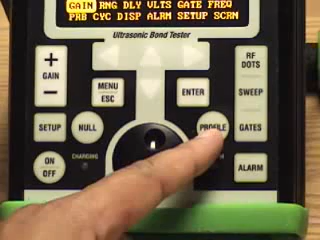 GAIN RNG DLY VLTS GATE FREQ
PRB CYC DISP ALRM SETUP SCRN
Ultrasonic Bond Tester
+
GAIN
−
MENU
ESC
ENTER
RF
DOTS
SWEEP
SETUP
NULL
PROFILE
GATES
ON
OFF
CHARGING
ALARM